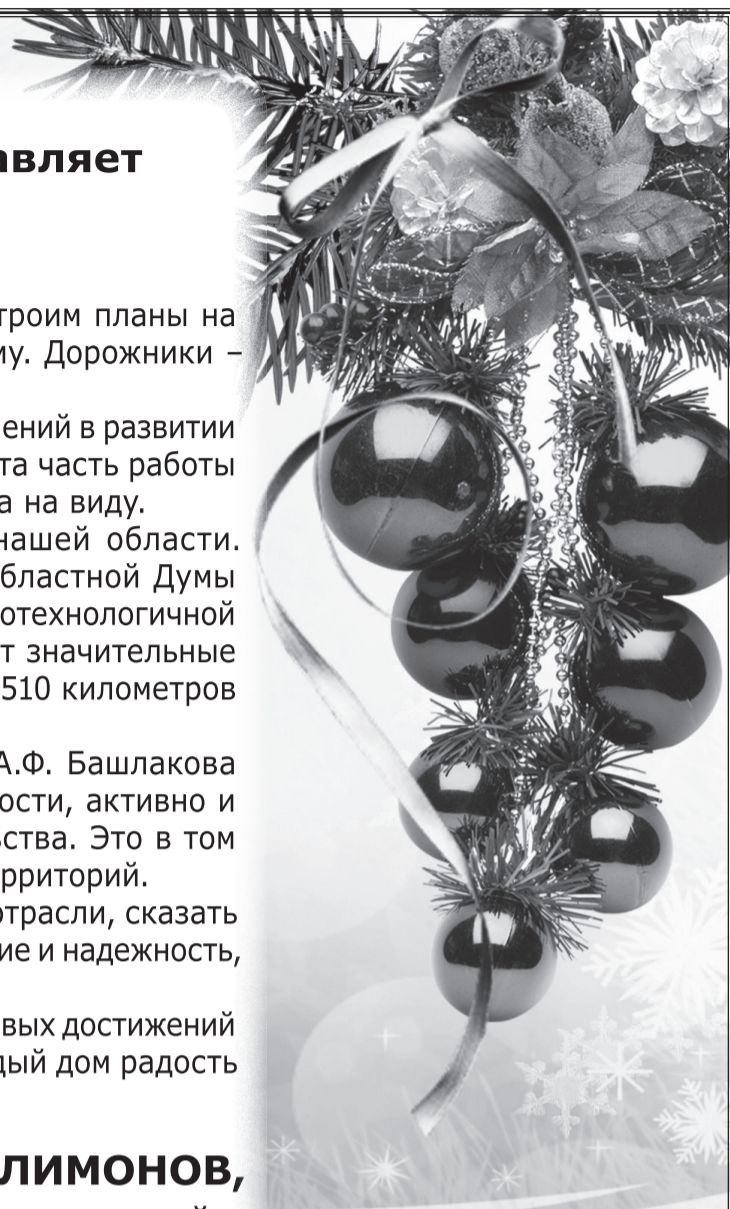 авляет
троим планы на
му. Дорожники –
ений в развитии
та часть работы
а на виду.
нашей области.
бластной Думы
отехнологичной
т значительные
510 километров
А.Ф. Башлакова
ости, активно и
ства. Это в том
рриторий.
отрасли, сказать
ие и надежность,
вых достижений
дый дом радость
ЛИМОНОВ,